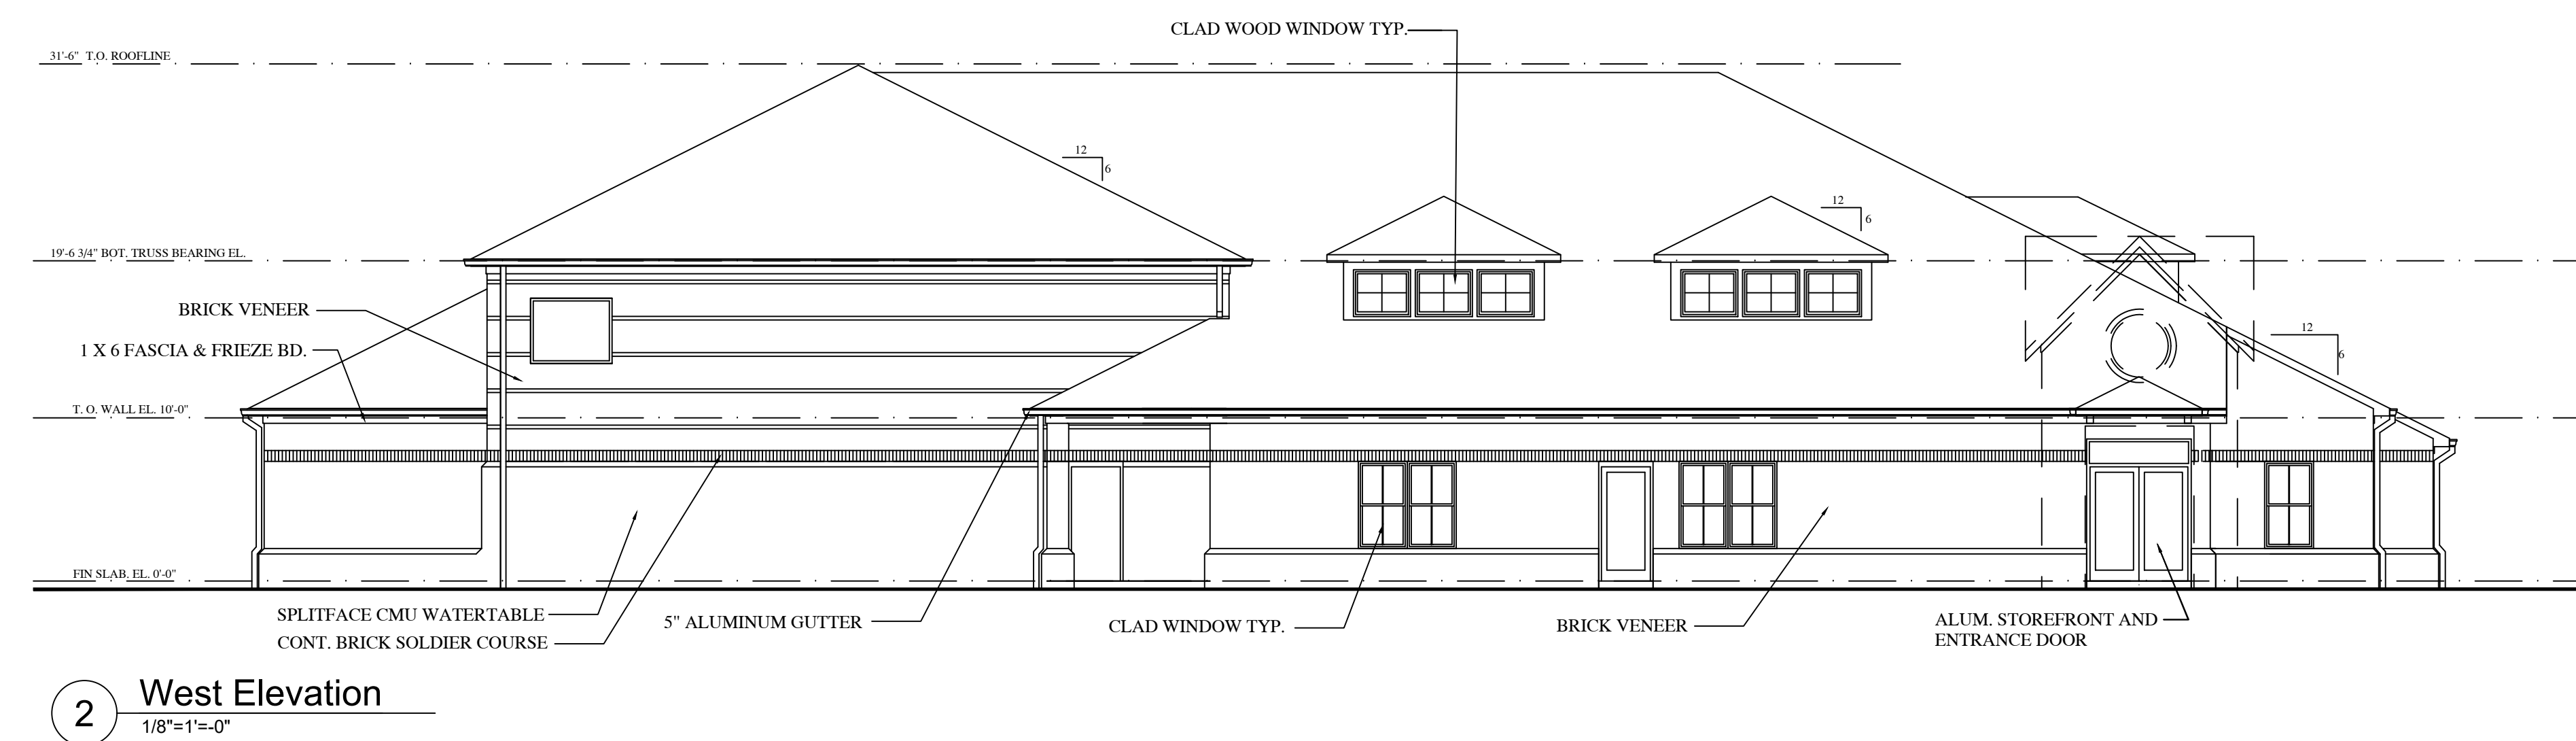 CLAD WOOD WINDOW TYP.
31'-6" T.O. ROOFLINE
12
6
12
6
19'-6 3/4" BOT. TRUSS BEARING EL.
BRICK VENEER
12
6
1 X 6 FASCIA & FRIEZE BD.
T. O. WALL EL. 10'-0"
FIN SLAB. EL. 0'-0"
SPLITFACE CMU WATERTABLE
5" ALUMINUM GUTTER
CLAD WINDOW TYP.
BRICK VENEER
ALUM. STOREFRONT AND
ENTRANCE DOOR
CONT. BRICK SOLDIER COURSE
2
West Elevation
1/8"=1'=-0"